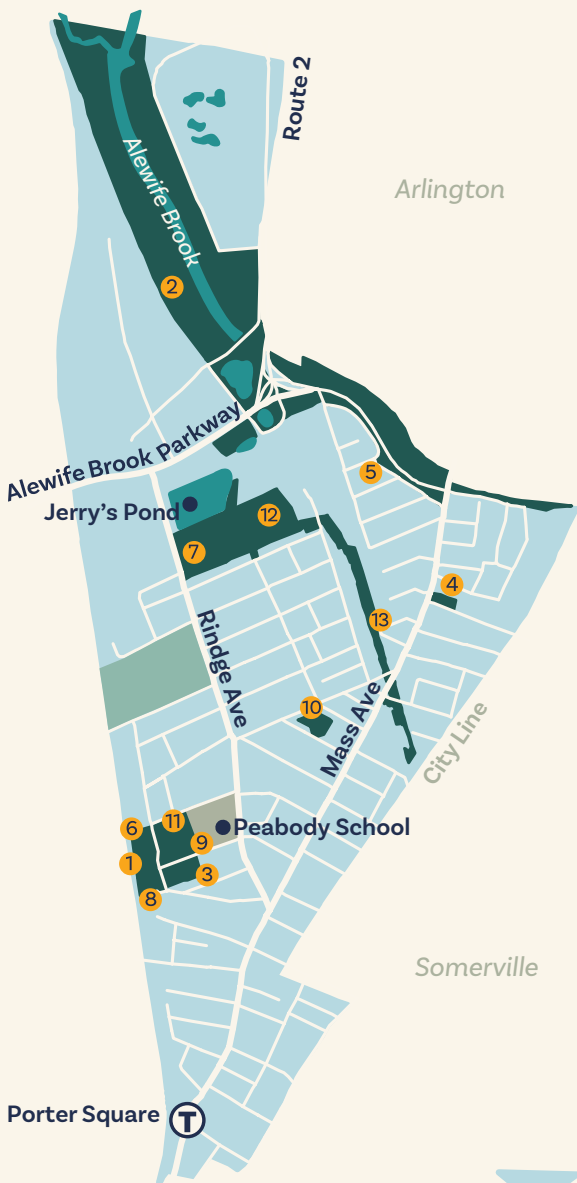 Route 2
Arlington
Alewife Brook
2
Alewife Brook Parkway
5
Jerry's Pond
12
7
4
13
Rindge Ave
10
Mass Ave
City Line
11
6
Peabody School
9
1
3
8
Somerville
Porter Square
T